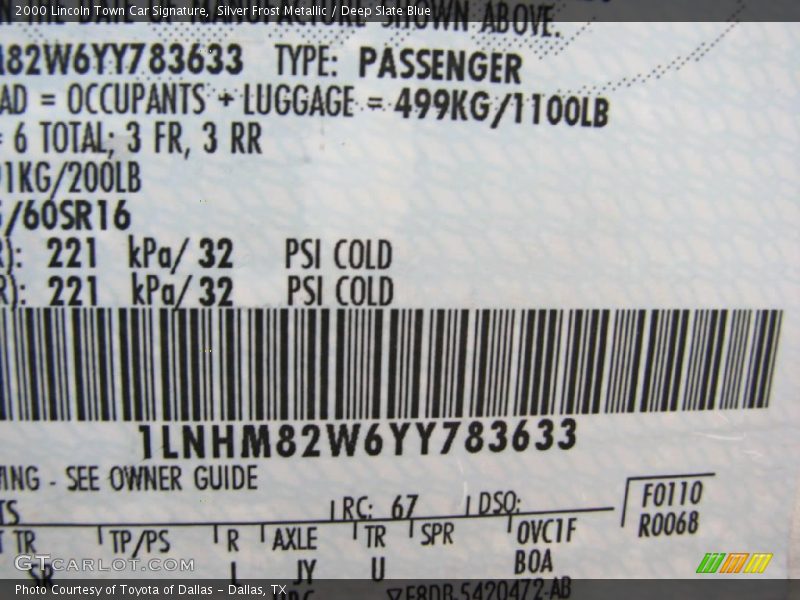 2000 Lincoln Town Car Signature, Silver Frost Metallic / Deep Slate Blue
SHOWN ABOVE.
82W6YY783633 TYPE: PASSENGER
AD = OCCUPANTS + LUGGAGE = 499KG/1100LB
= 6 TOTAL; 3 FR, 3 RR
1KG/200LB
/60SR16
): 221 kPa/ 32 PSI COLD
R): 221 kPa/ 32 PSI COLD
1LNHM82W6YY783633
ING - SEE OWNER GUIDE
TS RC: 67 DSO:
F0110
R0068
TR TP/PS R AXLE TR SPR OVC1F
SR L JY U BOA
GTcarlot.com
F8DB-5420472-AB
Photo Courtesy of Toyota of Dallas - Dallas, TX